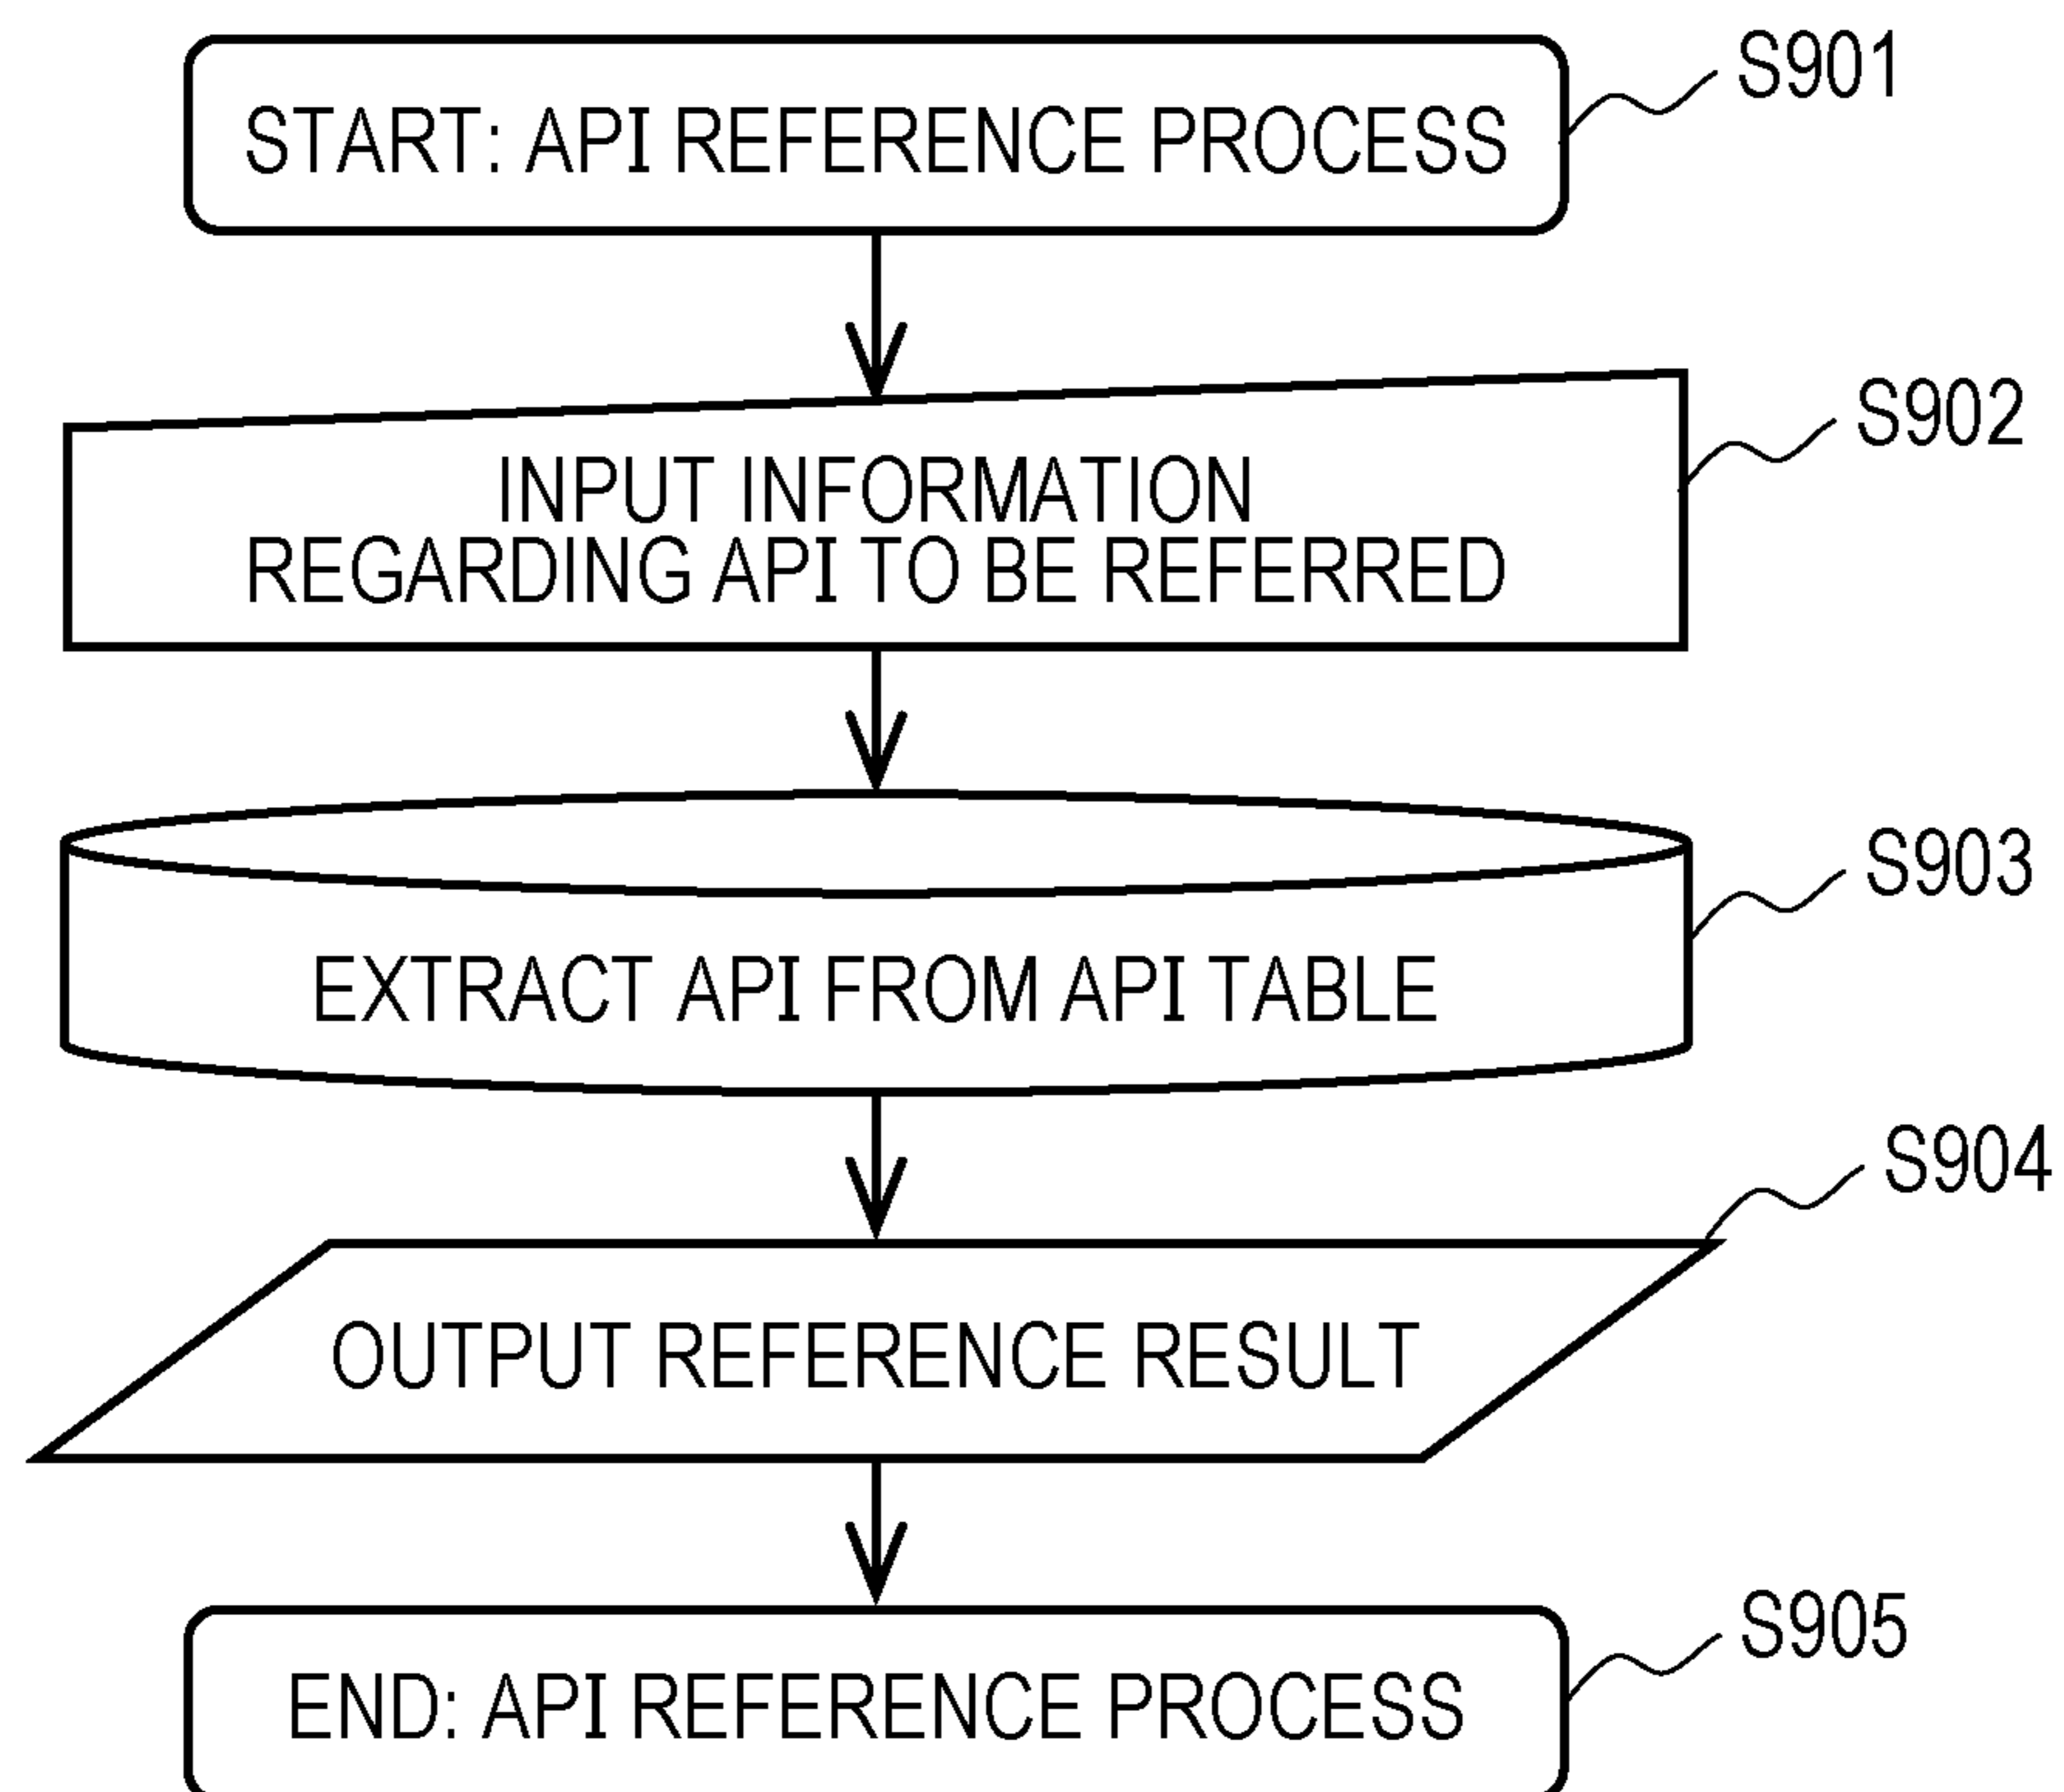 START: API REFERENCE PROCESS
S901
INPUT INFORMATION
REGARDING API TO BE REFERRED
S902
EXTRACT API FROM API TABLE
S903
OUTPUT REFERENCE RESULT
S904
END: API REFERENCE PROCESS
S905